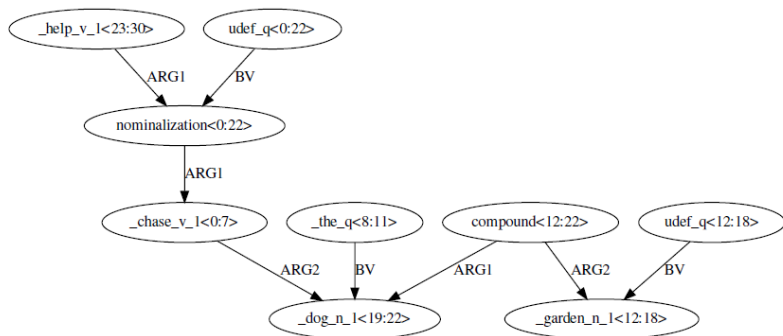 _help_v_1<23:30> udef_q<0:22>
ARG1 BV
nominalization<0:22>
ARG1
_chase_v_1<0:7> _the_q<8:11> compound<12:22> udef_q<12:18>
ARG2 BV ARG1 ARG2 BV
_dog_n_1<19:22> _garden_n_1<12:18>